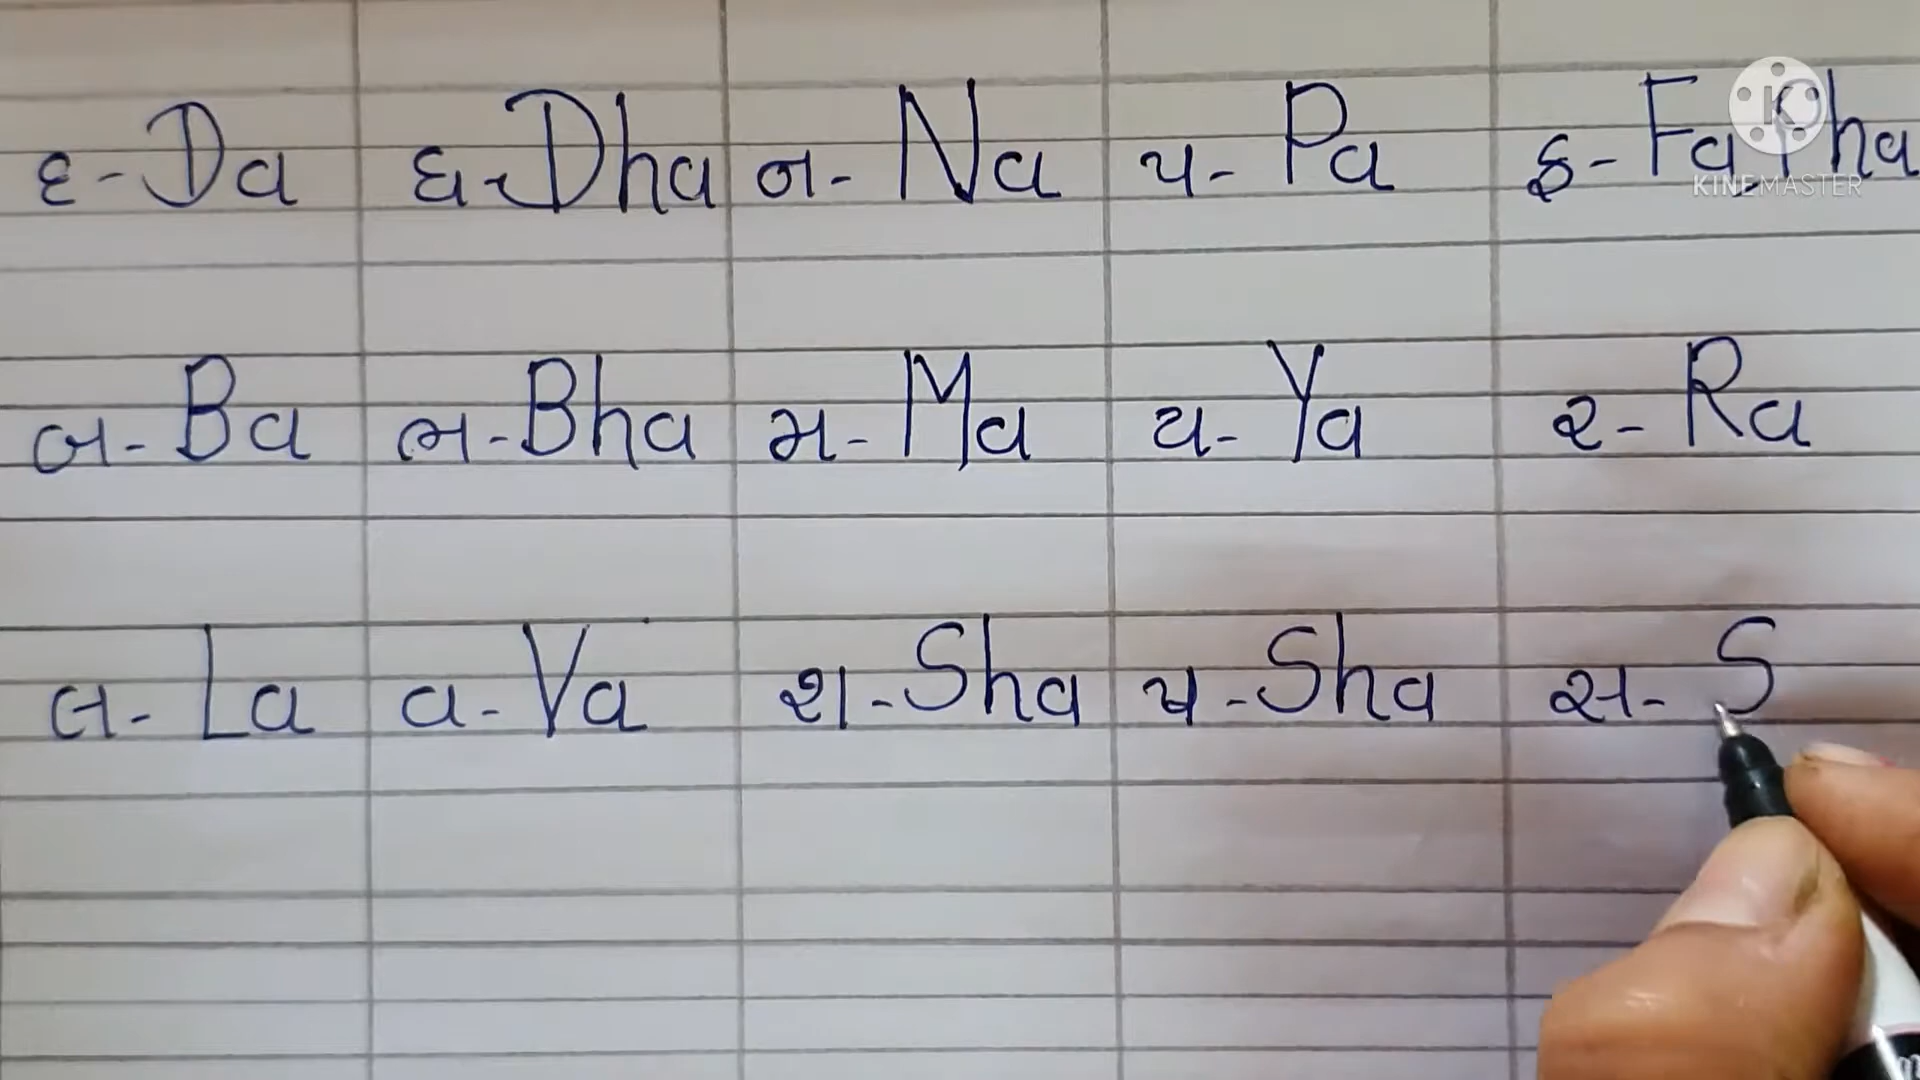 દ - Da ધ - Dha ન - Na પ - Pa ફ - Fa, Pha
KINEMASTER
બ - Ba ભ - Bha મ - Ma ય - Ya ર - Ra
લ - La વ - Va શ - Sha ષ - Sha સ - S